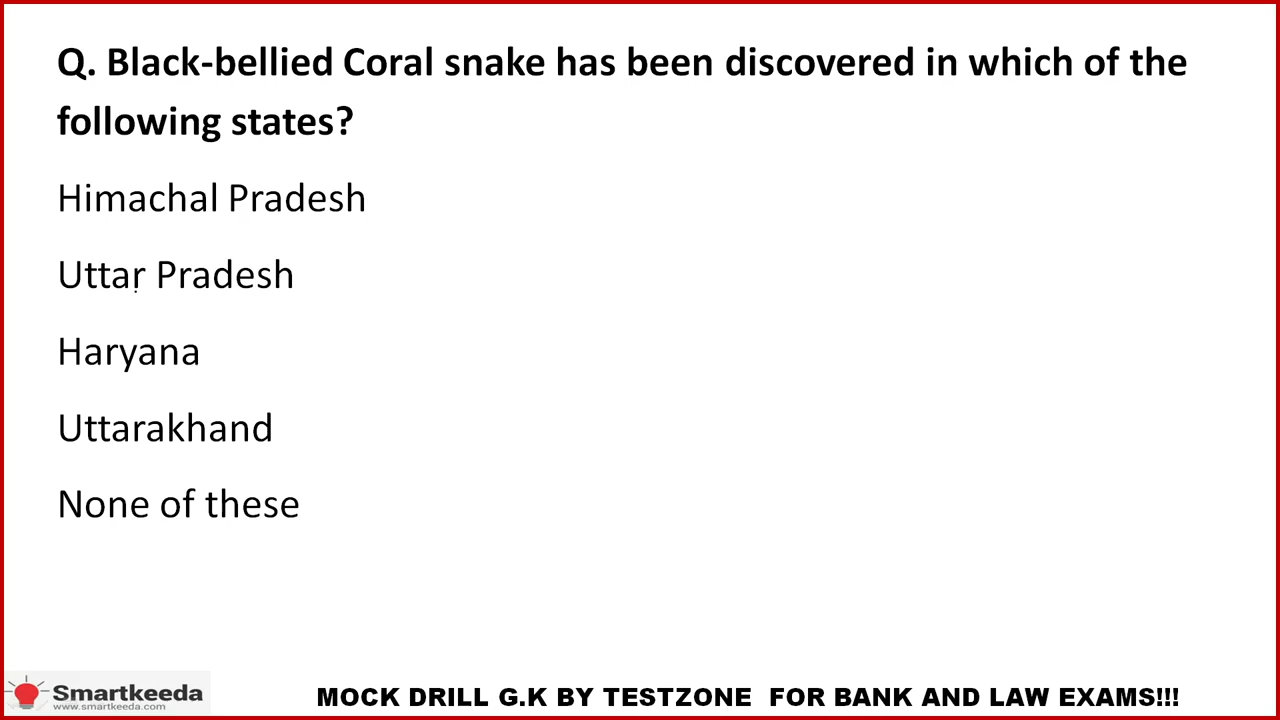 Q. Black-bellied Coral snake has been discovered in which of the
following states?
Himachal Pradesh
Uttar Pradesh
Haryana
Uttarakhand
None of these
Smartkeeda
www.smartkeeda.com
MOCK DRILL G.K BY TESTZONE FOR BANK AND LAW EXAMS!!!